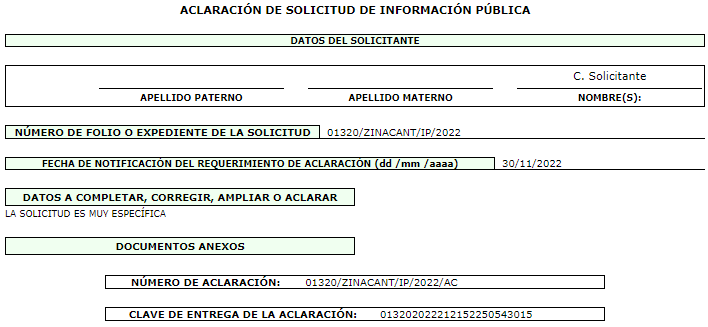 ACLARACIÓN DE SOLICITUD DE INFORMACIÓN PÚBLICA
DATOS DEL SOLICITANTE
C. Solicitante
APELLIDO PATERNO APELLIDO MATERNO NOMBRE(S):
NÚMERO DE FOLIO O EXPEDIENTE DE LA SOLICITUD 01320/ZINACANT/IP/2022
FECHA DE NOTIFICACIÓN DEL REQUERIMIENTO DE ACLARACIÓN (dd /mm /aaaa) 30/11/2022
DATOS A COMPLETAR, CORREGIR, AMPLIAR O ACLARAR
LA SOLICITUD ES MUY ESPECÍFICA
DOCUMENTOS ANEXOS
NÚMERO DE ACLARACIÓN: 01320/ZINACANT/IP/2022/AC
CLAVE DE ENTREGA DE LA ACLARACIÓN: 013202022212152250543015